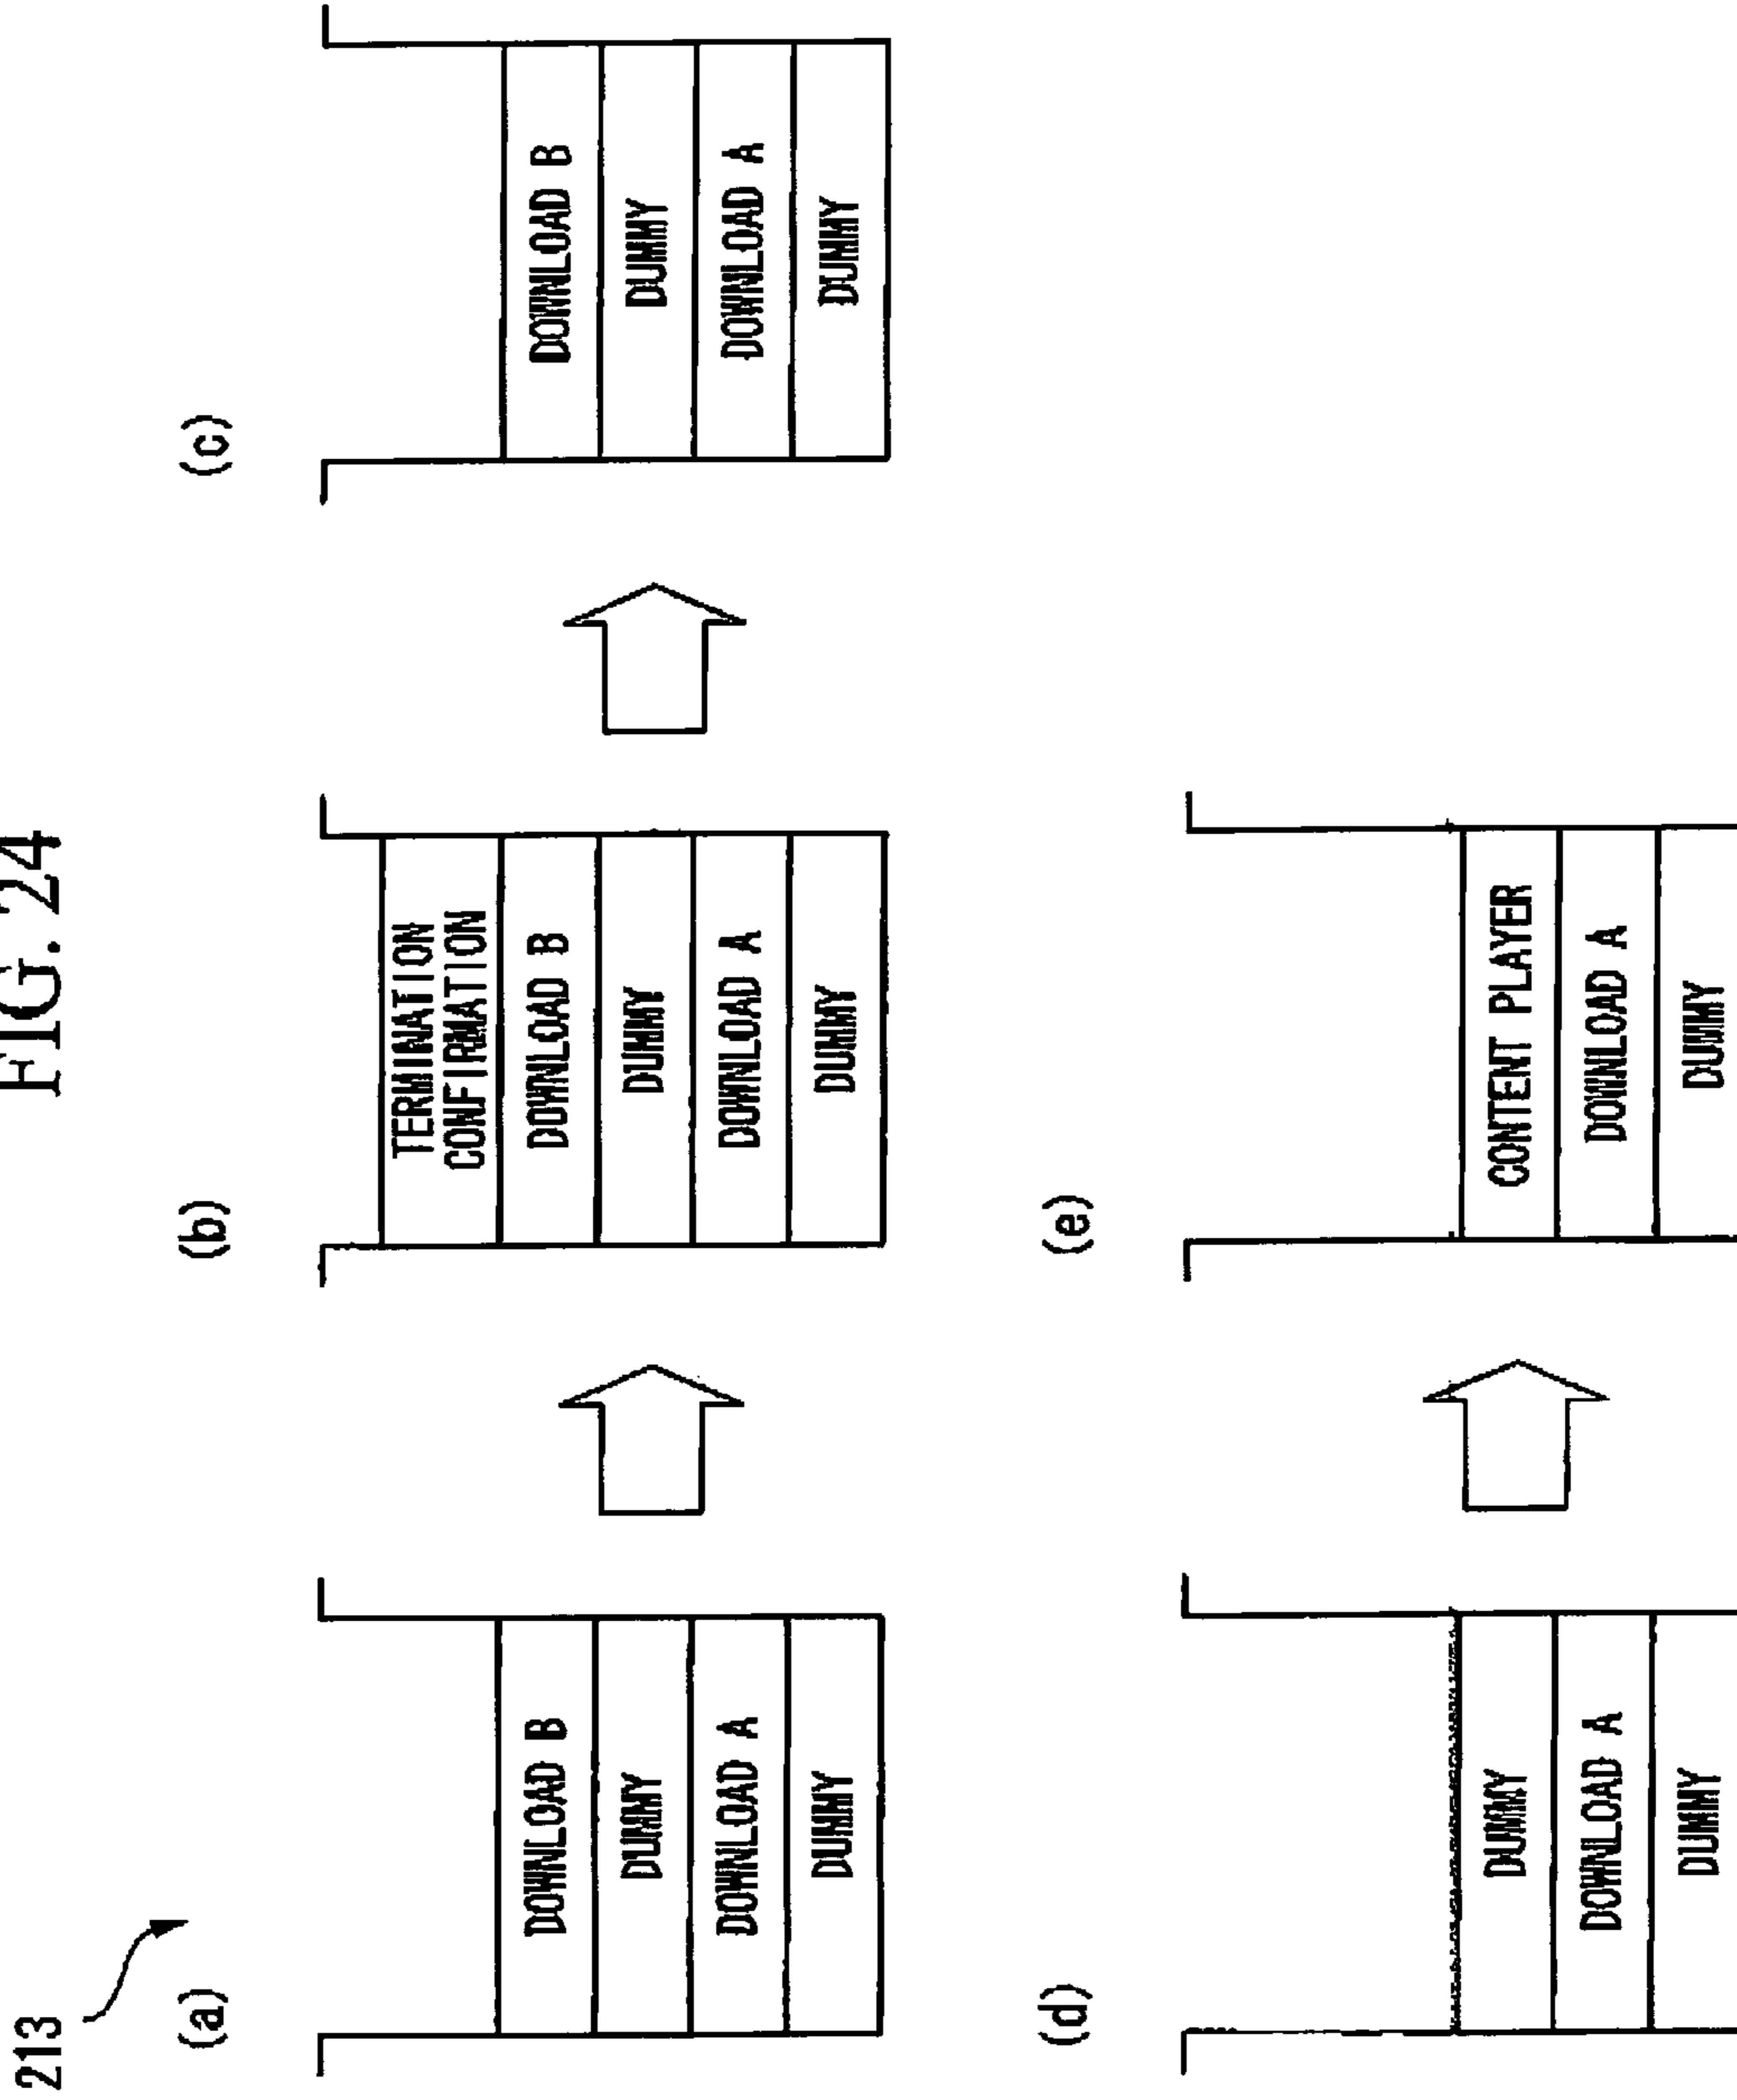 FIG. 24
213
(a)
DOWNLOAD B
DUMMY
DOWNLOAD A
DUMMY
(b)
TERMINATION
CONFIRMATION
DOWNLOAD B
DUMMY
DOWNLOAD A
DUMMY
(c)
DOWNLOAD B
DUMMY
DOWNLOAD A
DUMMY
(d)
DUMMY
DOWNLOAD A
DUMMY
(e)
CONTENT PLAYER
DOWNLOAD A
DUMMY